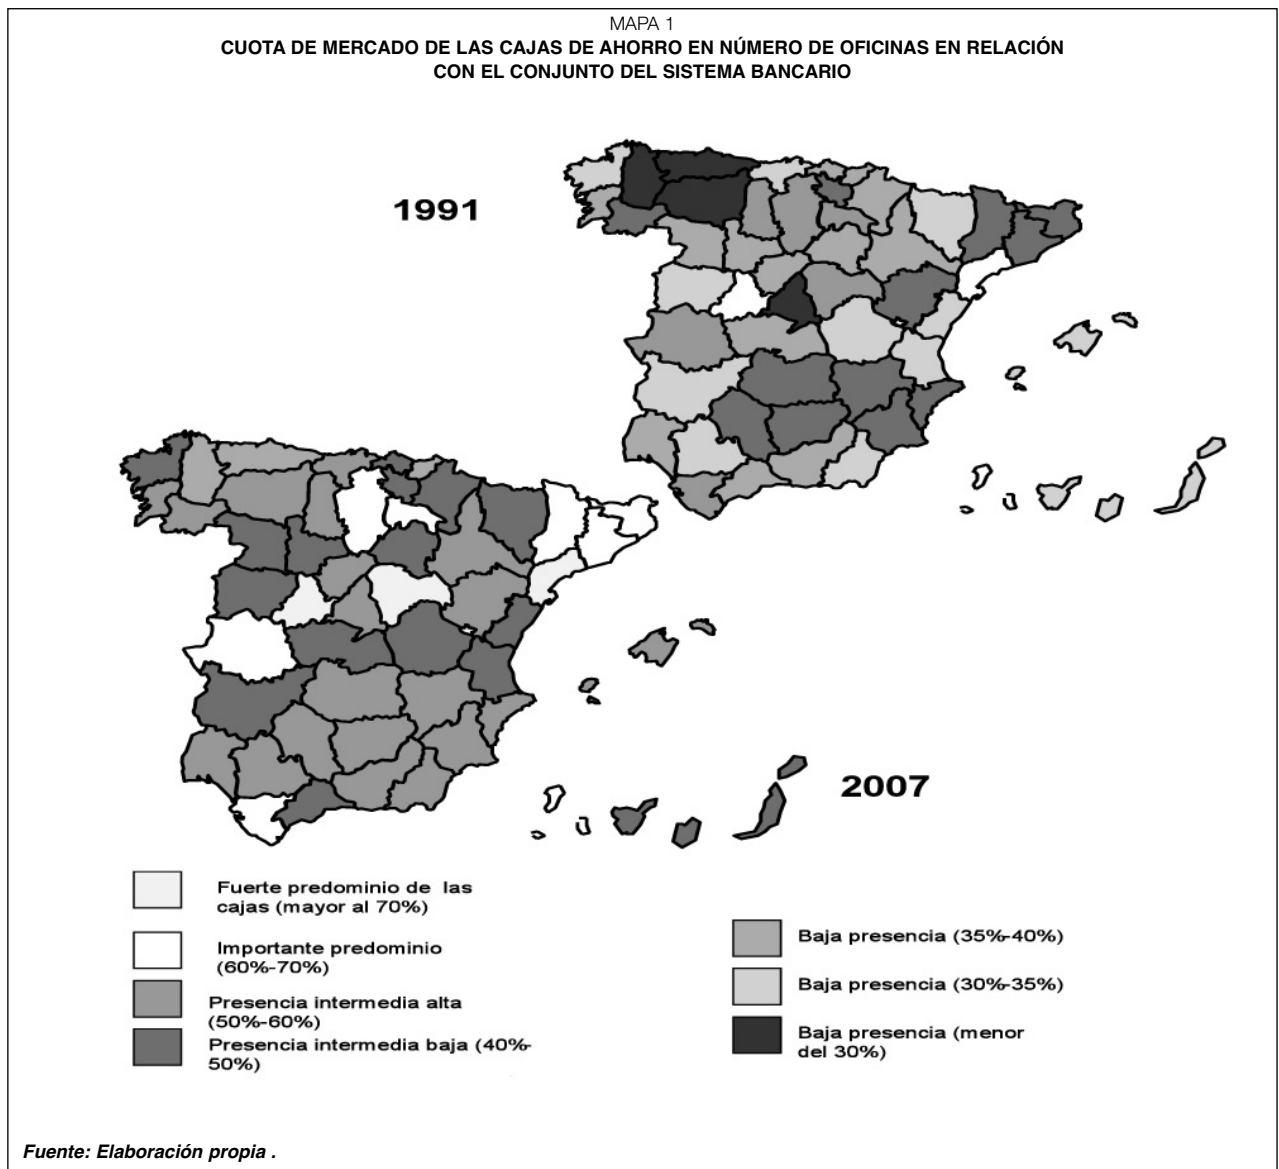 MAPA 1
CUOTA DE MERCADO DE LAS CAJAS DE AHORRO EN NÚMERO DE OFICINAS EN RELACIÓN
CON EL CONJUNTO DEL SISTEMA BANCARIO
1991
2007
Fuerte predominio de las
cajas (mayor al 70%)
Importante predominio
(60%-70%)
Presencia intermedia alta
(50%-60%)
Presencia intermedia baja (40%-
50%)
Baja presencia (35%-40%)
Baja presencia (30%-35%)
Baja presencia (menor
del 30%)
Fuente: Elaboración propia .